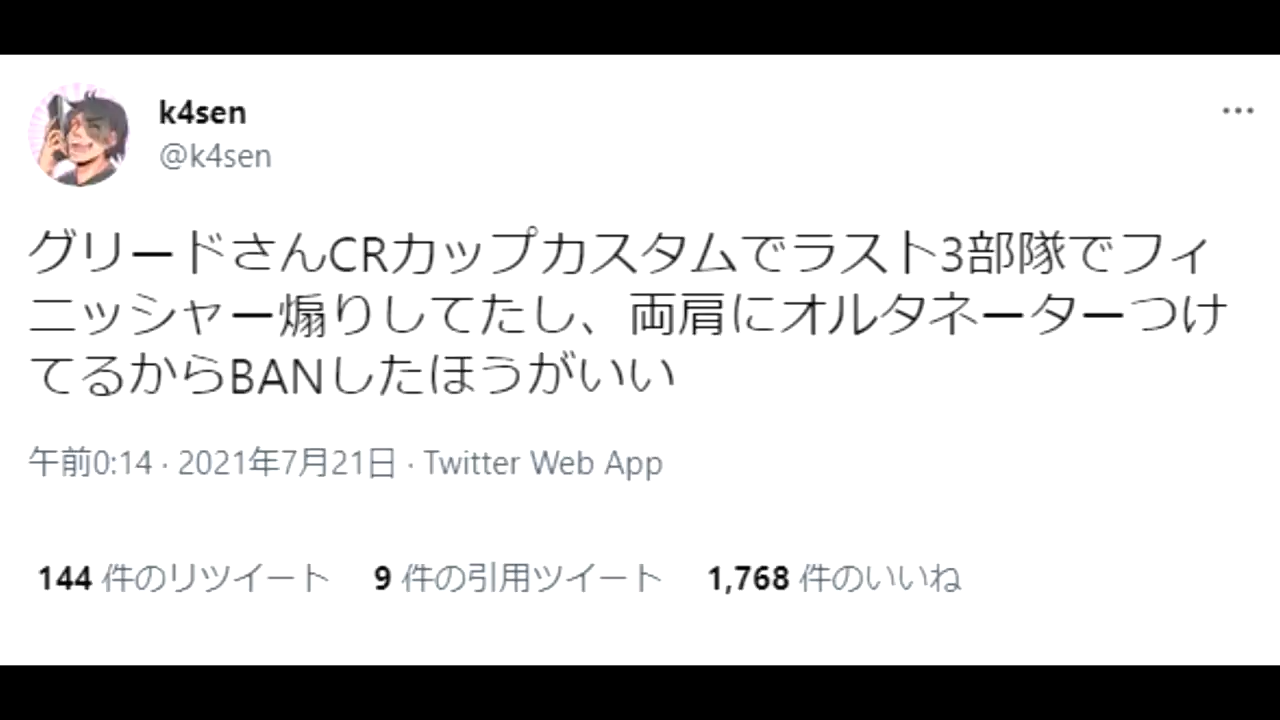 k4sen
@k4sen
グリードさんCRカップカスタムでラスト3部隊でフィ
ニッシャー煽りしてたし、両肩にオルタネーターつけ
てるからBANしたほうがいい
午前0:14 · 2021年7月21日 · Twitter Web App
144 件のリツイート 9 件の引用ツイート 1,768 件のいいね